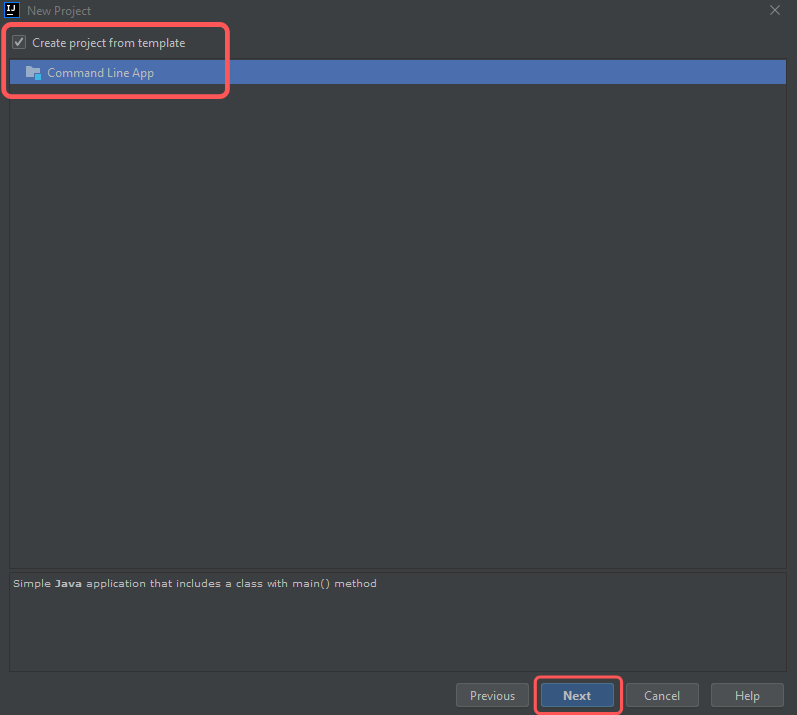 IJ New Project
Create project from template
Command Line App
Simple Java application that includes a class with main() method
Previous Next Cancel Help